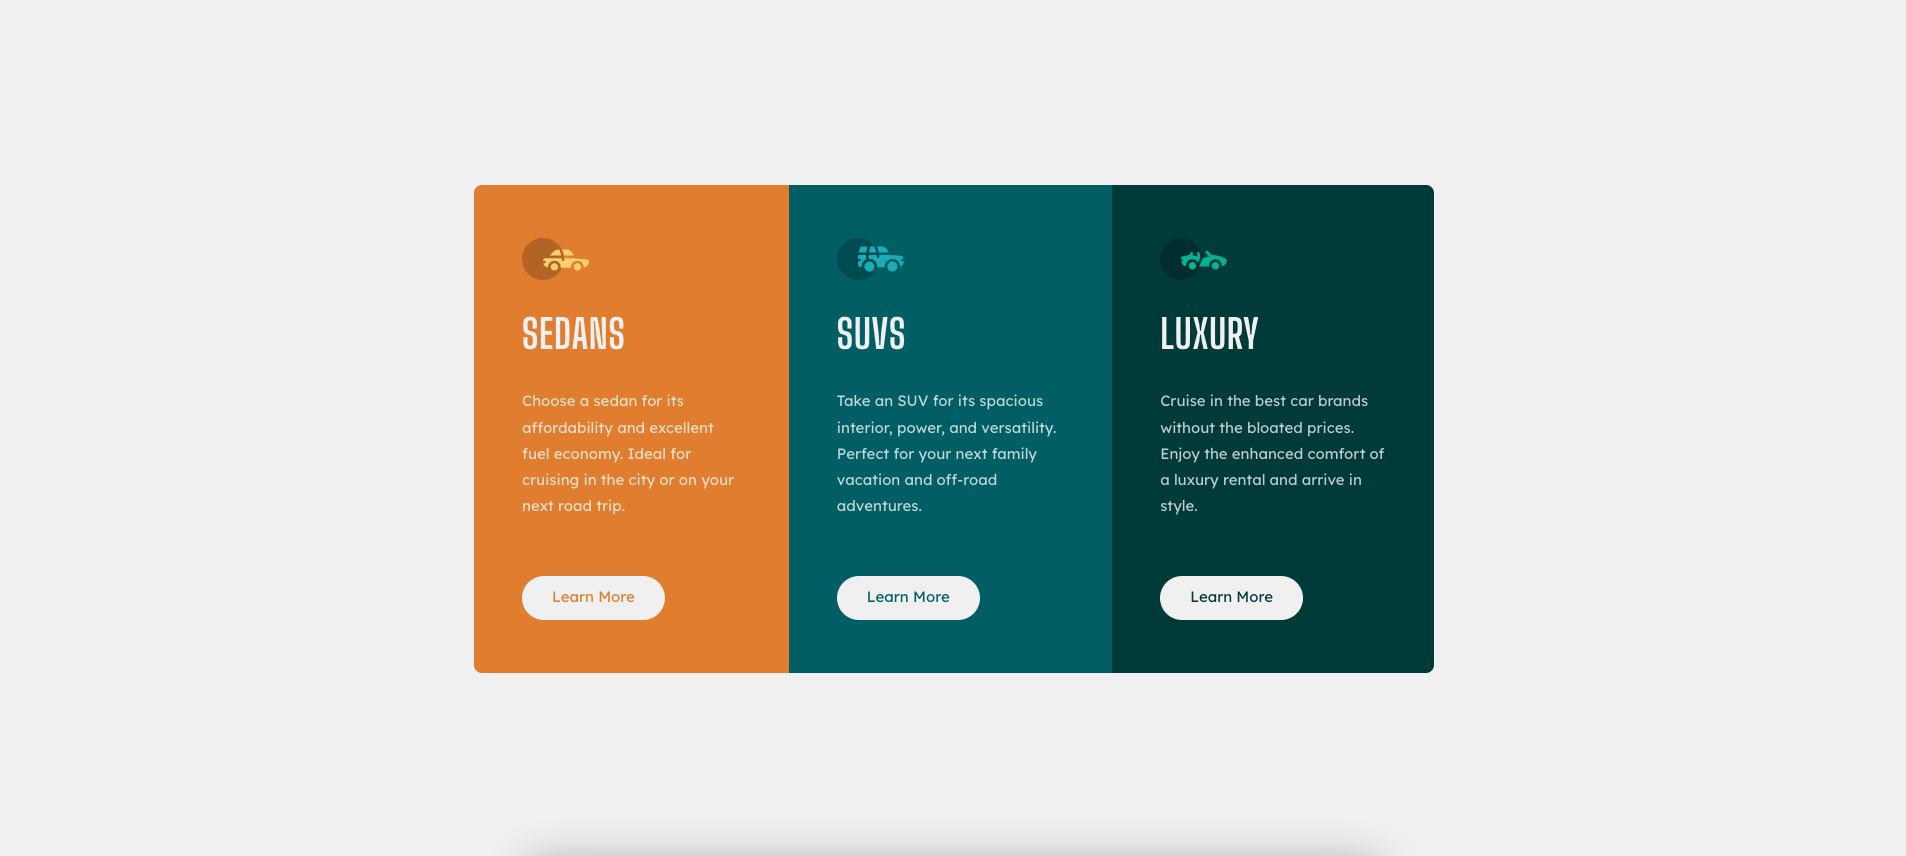 SEDANS
Choose a sedan for its
affordability and excellent
fuel economy. Ideal for
cruising in the city or on your
next road trip.
Learn More
SUVS
Take an SUV for its spacious
interior, power, and versatility.
Perfect for your next family
vacation and off-road
adventures.
Learn More
LUXURY
Cruise in the best car brands
without the bloated prices.
Enjoy the enhanced comfort of
a luxury rental and arrive in
style.
Learn More